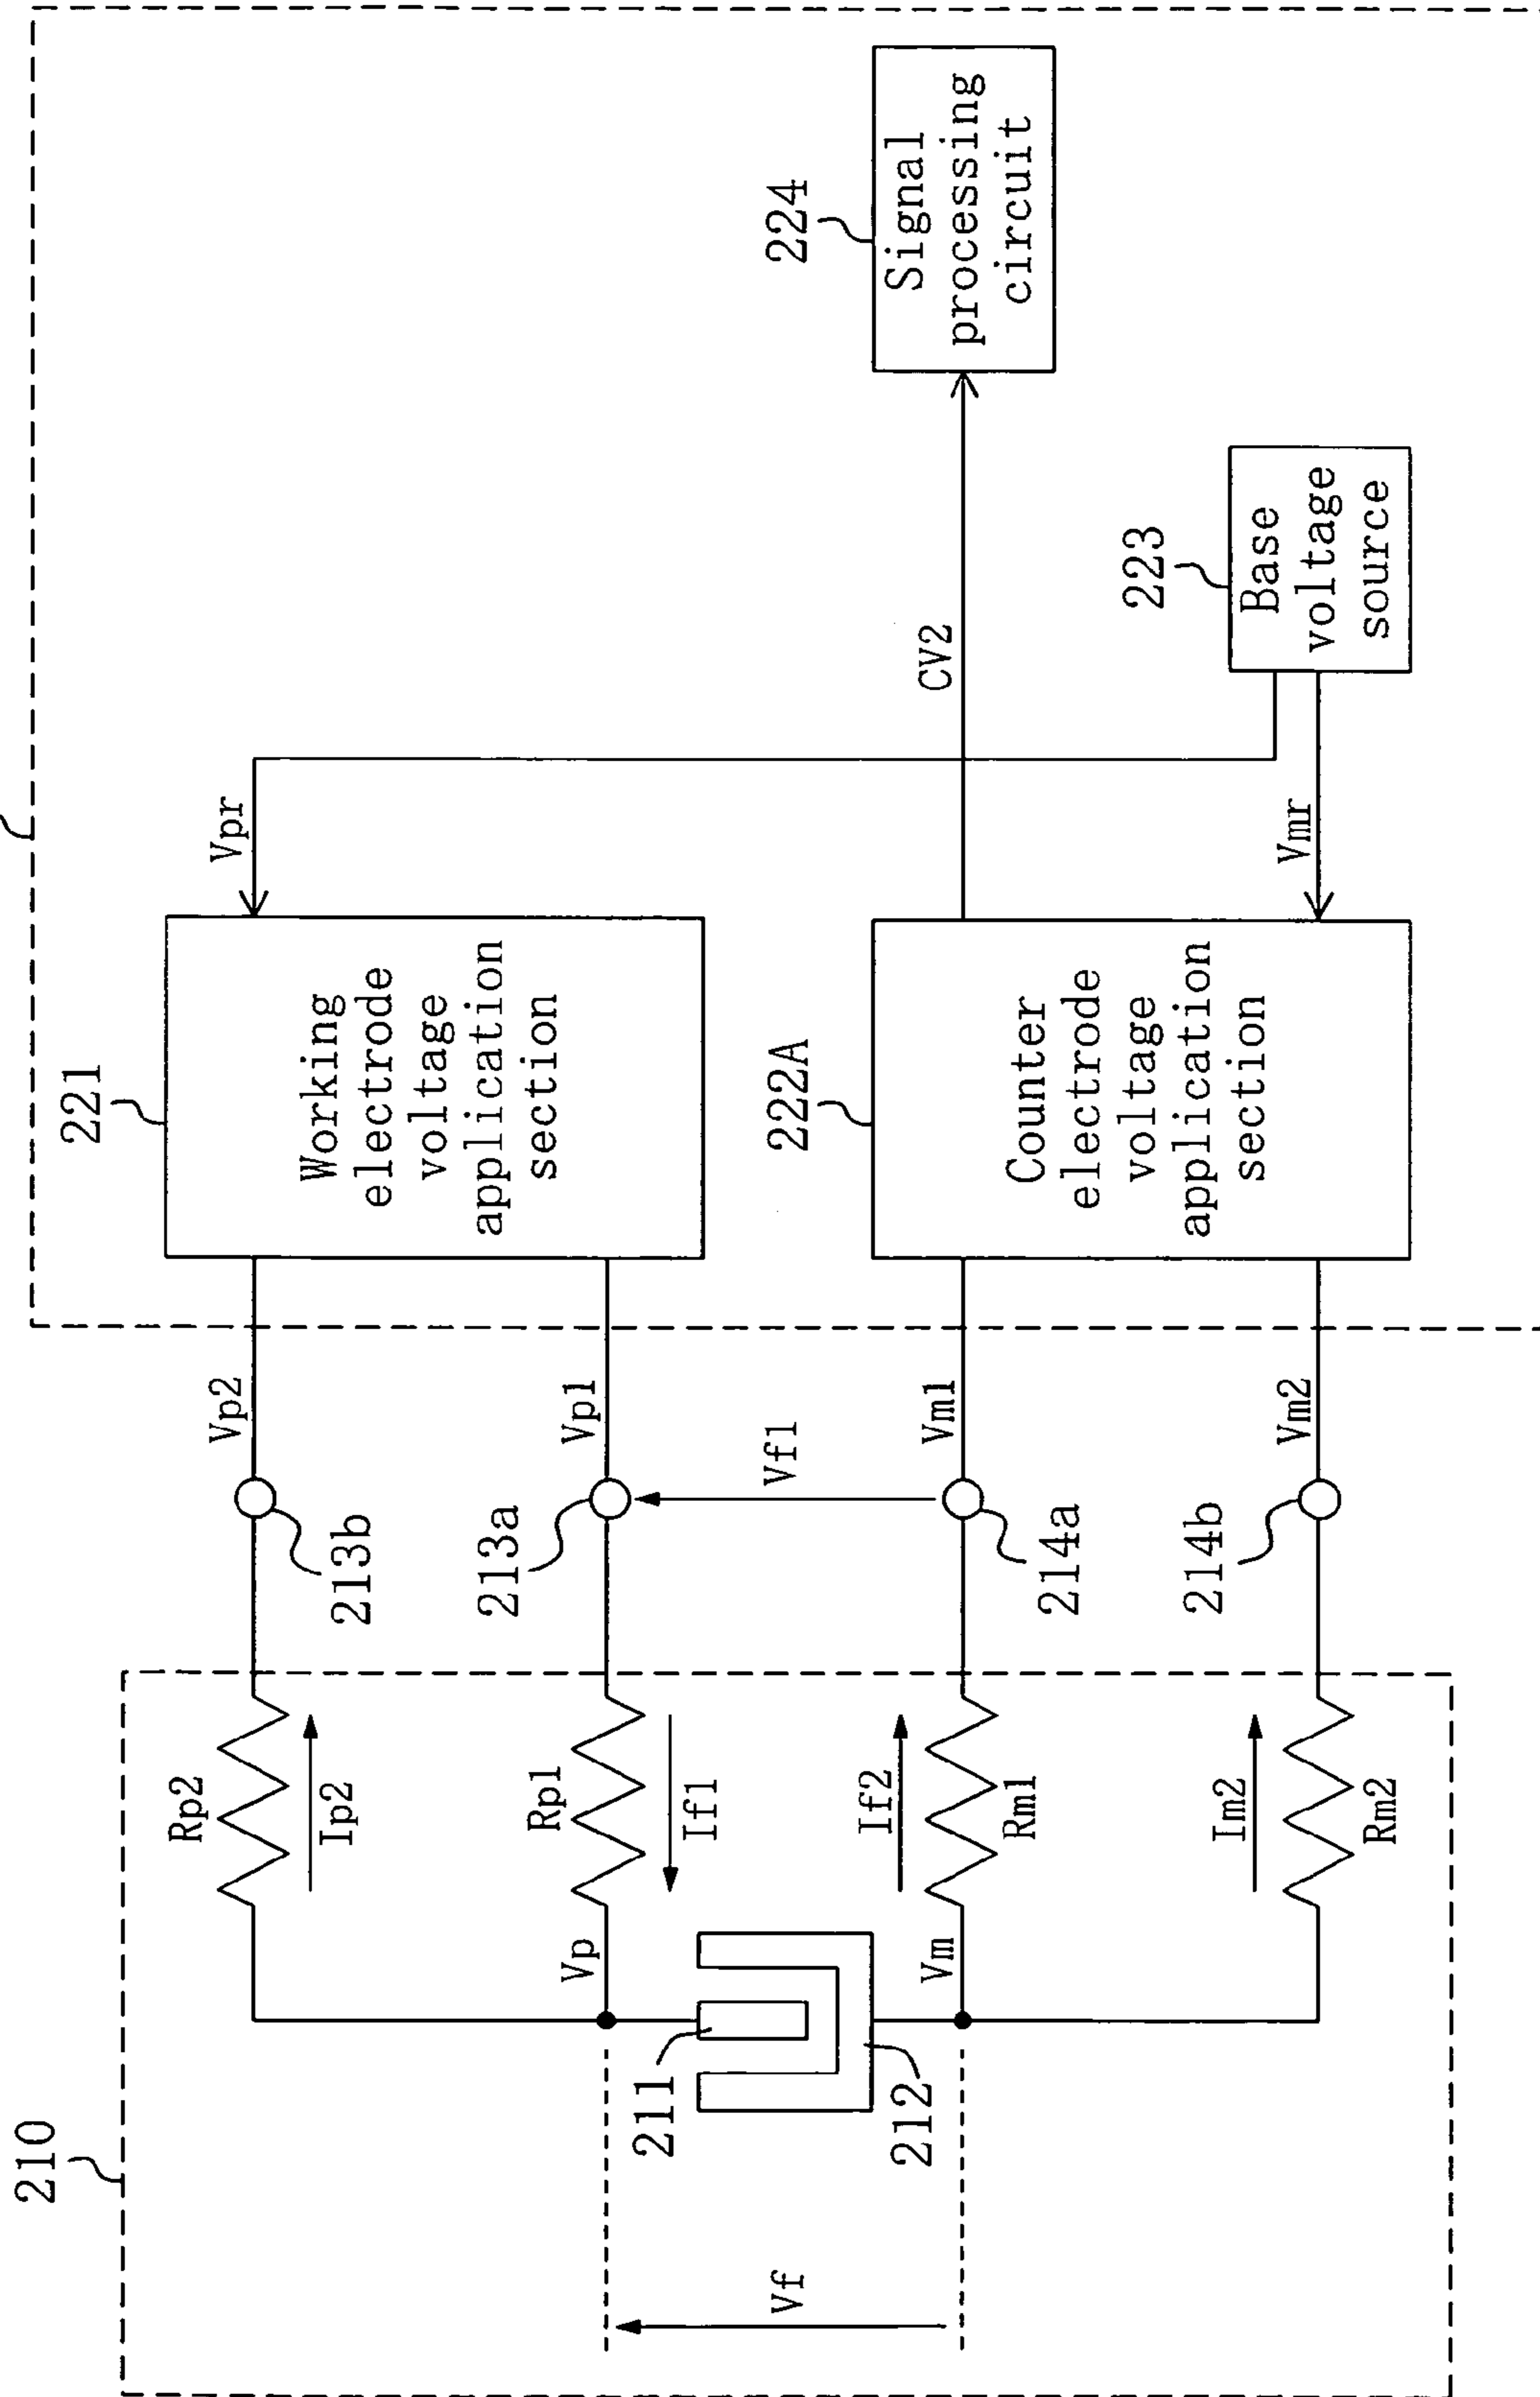 210
Vf
211
212
Vp
Vm
Rp2
Ip2
Rp1
If1
If2
Rm1
Im2
Rm2
213b
213a
214a
214b
Vp2
Vp1
Vf1
Vm1
Vm2
221
Working
electrode
voltage
application
section
222A
Counter
electrode
voltage
application
section
Vpr
Vmr
CV2
223
Base
voltage
source
224
Signal
processing
circuit